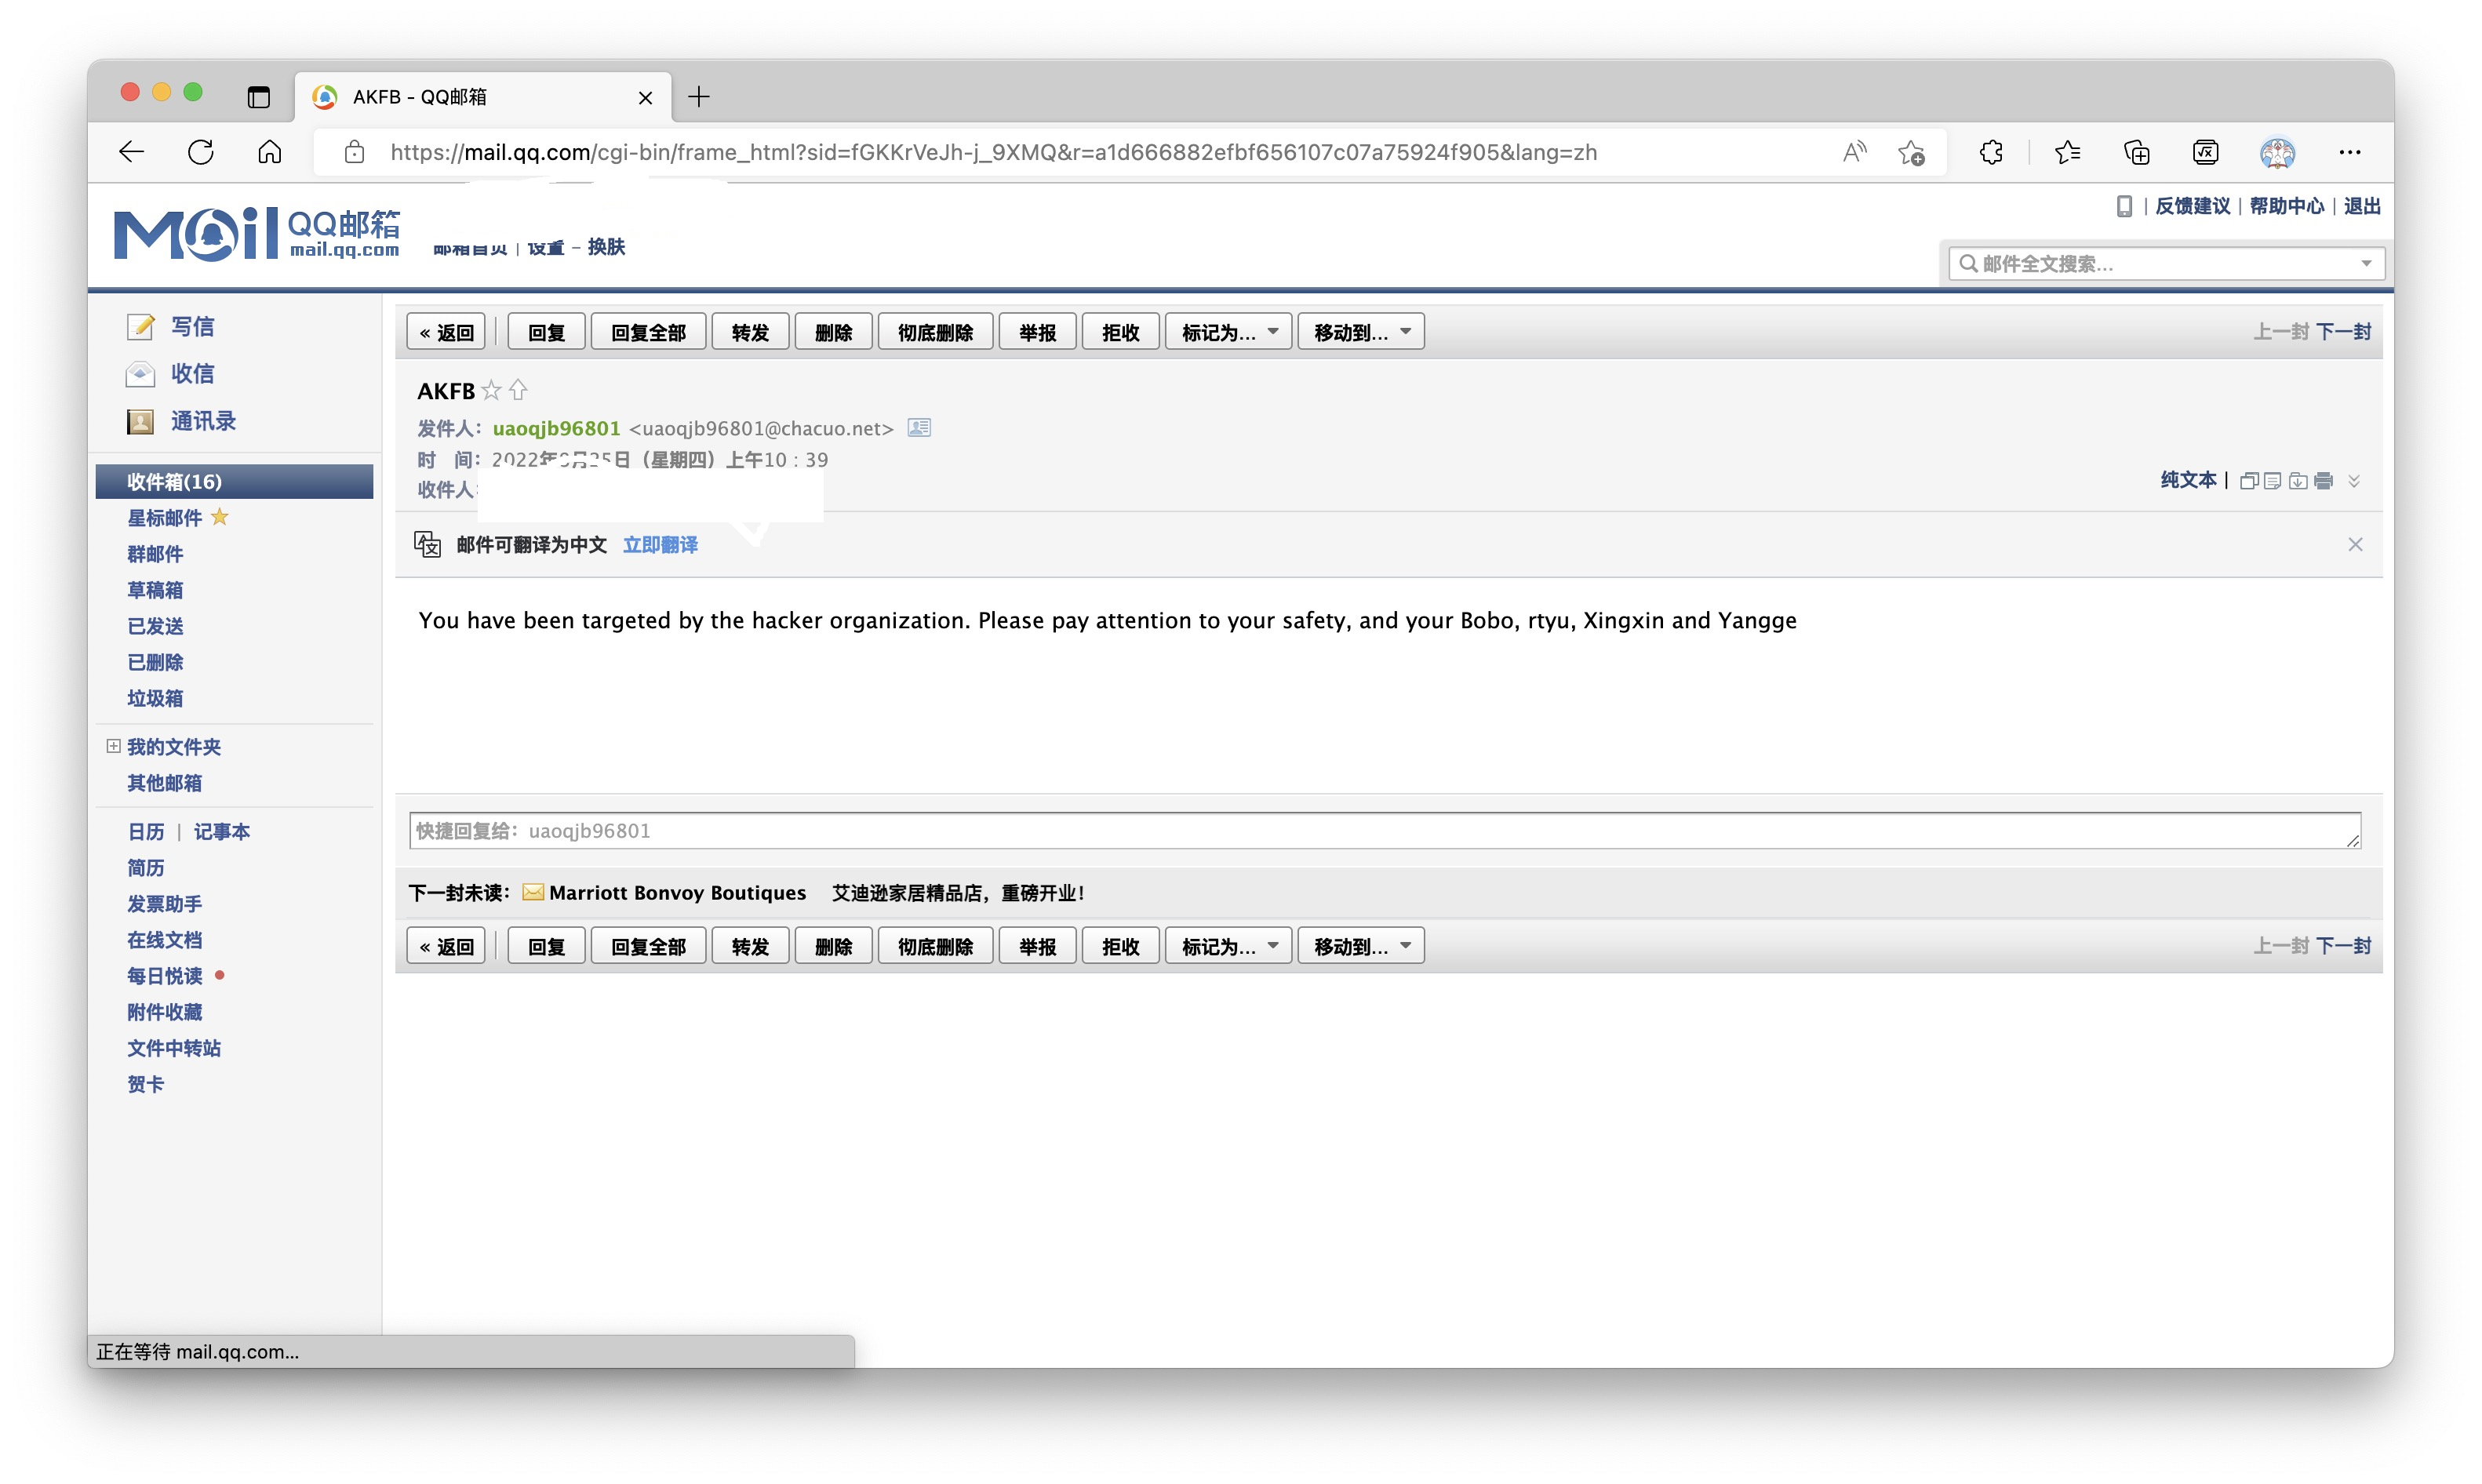 AKFB - QQ邮箱
https://mail.qq.com/cgi-bin/frame_html?sid=fGKKrVeJh-j_9XMQ&r=a1d666882efbf656107c07a75924f905&lang=zh
Mail QQ邮箱
mail.qq.com
邮箱首页 | 设置 - 换肤
反馈建议 | 帮助中心 | 退出
邮件全文搜索...
写信
收信
通讯录
收件箱(16)
星标邮件
群邮件
草稿箱
已发送
已删除
垃圾箱
我的文件夹
其他邮箱
日历 | 记事本
简历
发票助手
在线文档
每日悦读
附件收藏
文件中转站
贺卡
« 返回 回复 回复全部 转发 删除 彻底删除 举报 拒收 标记为... 移动到... 上一封 下一封
AKFB
发件人：uaoqjb96801 <uaoqjb96801@chacuo.net>
时 间：2022年 25日（星期四）上午10：39
收件人：
纯文本 |
邮件可翻译为中文 立即翻译
You have been targeted by the hacker organization. Please pay attention to your safety, and your Bobo, rtyu, Xingxin and Yangge
快捷回复给：uaoqjb96801
下一封未读： Marriott Bonvoy Boutiques 艾迪逊家居精品店，重磅开业！
« 返回 回复 回复全部 转发 删除 彻底删除 举报 拒收 标记为... 移动到... 上一封 下一封
正在等待 mail.qq.com...